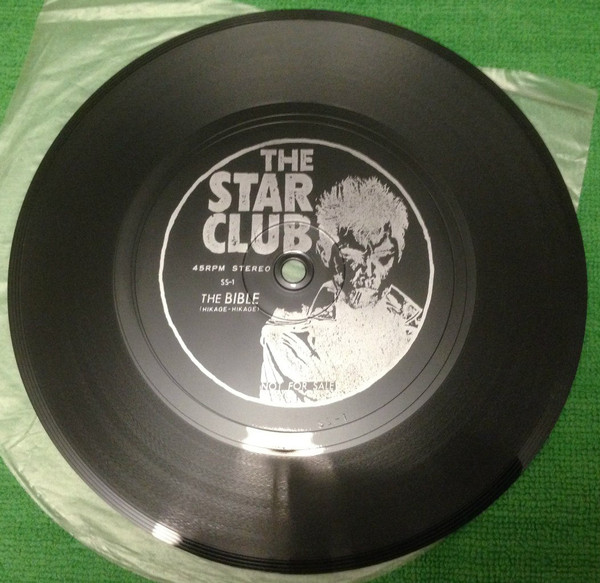 THE
STAR
CLUB
45RPM STEREO
SS-1
THE BIBLE
(HIKAGE-HIKAGE)
NOT FOR SALE